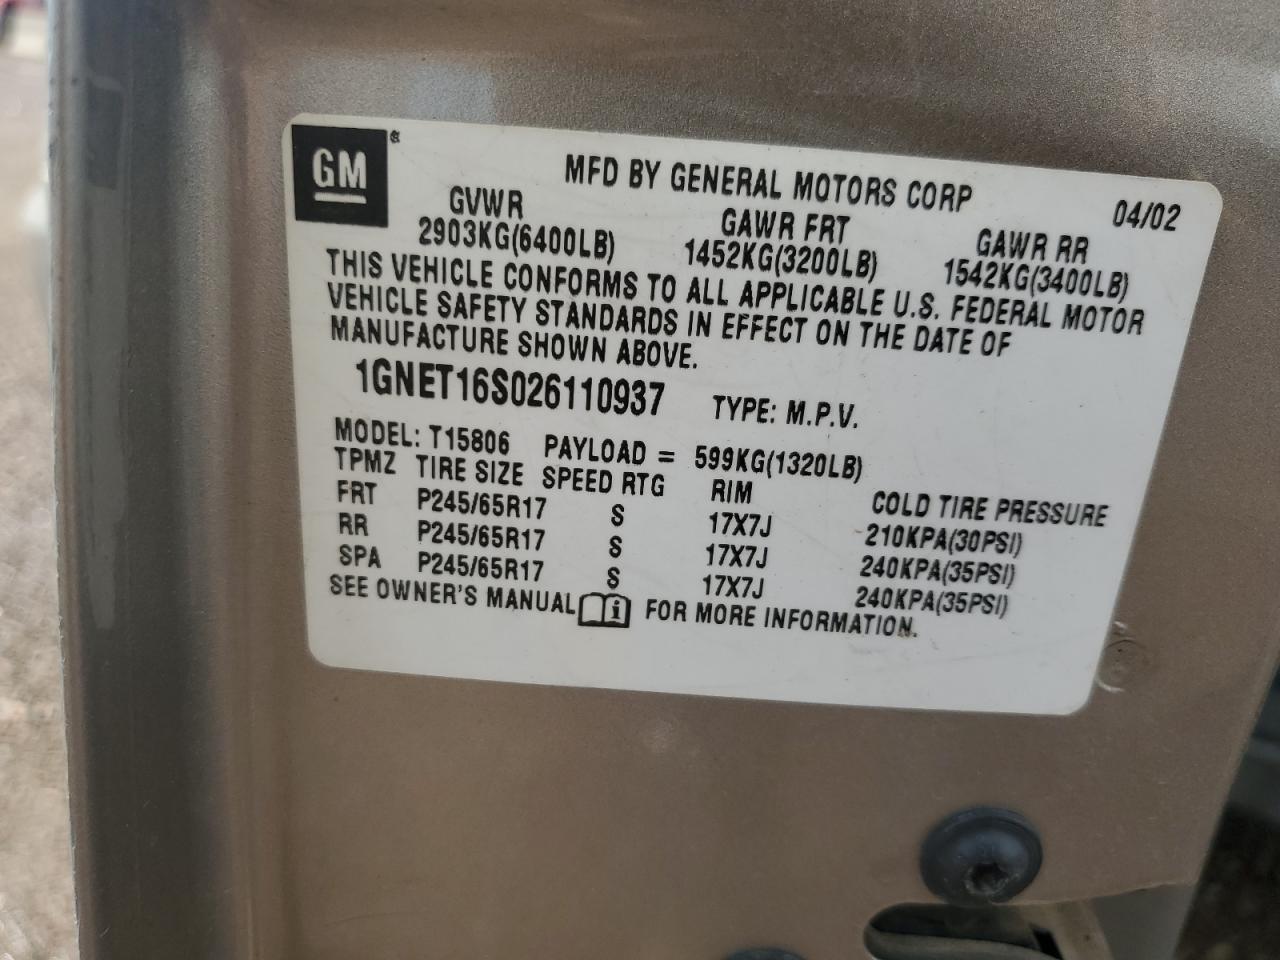 GM
MFD BY GENERAL MOTORS CORP 04/02
GVWR GAWR FRT GAWR RR
2903KG(6400LB) 1452KG(3200LB) 1542KG(3400LB)
THIS VEHICLE CONFORMS TO ALL APPLICABLE U.S. FEDERAL MOTOR
VEHICLE SAFETY STANDARDS IN EFFECT ON THE DATE OF
MANUFACTURE SHOWN ABOVE.
1GNET16S026110937 TYPE: M.P.V.
MODEL: T15806 PAYLOAD = 599KG(1320LB)
TPMZ TIRE SIZE SPEED RTG RIM COLD TIRE PRESSURE
FRT P245/65R17 S 17X7J 210KPA(30PSI)
RR P245/65R17 S 17X7J 240KPA(35PSI)
SPA P245/65R17 S 17X7J 240KPA(35PSI)
SEE OWNER'S MANUAL FOR MORE INFORMATION.